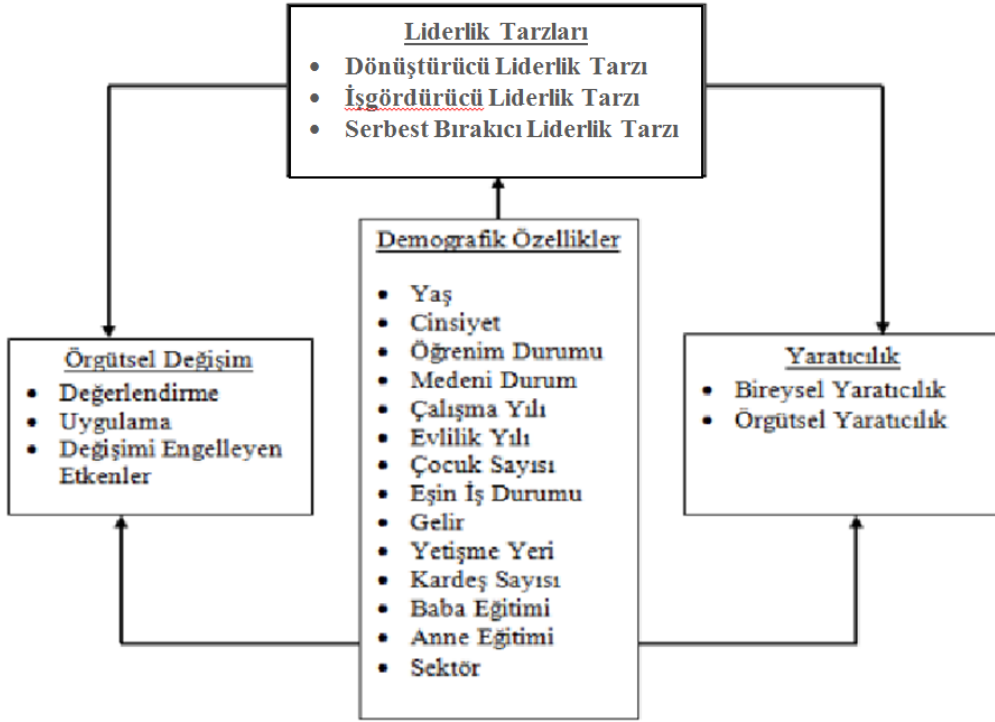 Liderlik Tarzları
• Dönüştürücü Liderlik Tarzı
• İşgördürücü Liderlik Tarzı
• Serbest Bırakıcı Liderlik Tarzı
Demografik Özellikler
• Yaş
• Cinsiyet
• Öğrenim Durumu
• Medeni Durum
• Çalışma Yılı
• Evlilik Yılı
• Çocuk Sayısı
• Eşin İş Durumu
• Gelir
• Yetişme Yeri
• Kardeş Sayısı
• Baba Eğitimi
• Anne Eğitimi
• Sektör
Örgütsel Değişim
• Değerlendirme
• Uygulama
• Değişimi Engelleyen
Etkenler
Yaratıcılık
• Bireysel Yaratıcılık
• Örgütsel Yaratıcılık